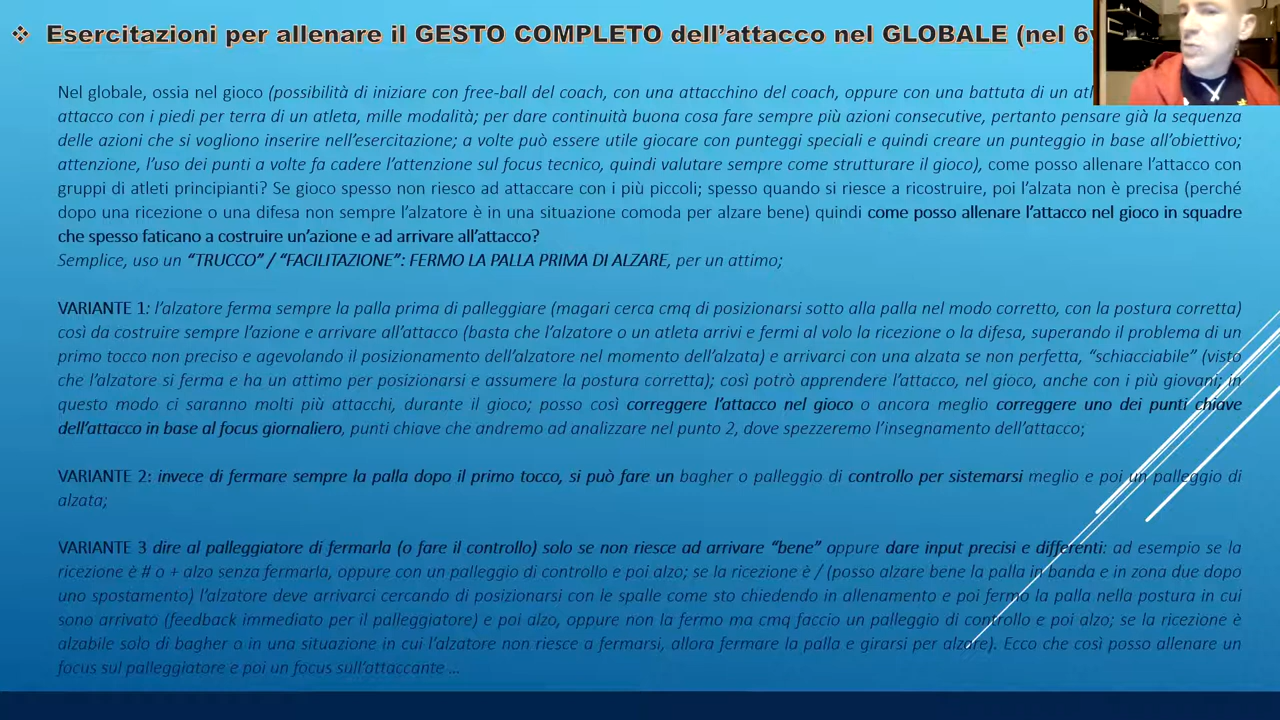 ❖ Esercitazioni per allenare il GESTO COMPLETO dell’attacco nel GLOBALE (nel 6
Nel globale, ossia nel gioco (possibilità di iniziare con free-ball del coach, con una attacchino del coach, oppure con una battuta di un
attacco con i piedi per terra di un atleta, mille modalità; per dare continuità buona cosa fare sempre più azioni consecutive, pertanto pensare già la sequenza
delle azioni che si vogliono inserire nell’esercitazione; a volte può essere utile giocare con punteggi speciali e quindi creare un punteggio in base all’obiettivo;
attenzione, l’uso dei punti a volte fa cadere l’attenzione sul focus tecnico, quindi valutare sempre come strutturare il gioco), come posso allenare l’attacco con
gruppi di atleti principianti? Se gioco spesso non riesco ad attaccare con i più piccoli; spesso quando si riesce a ricostruire, poi l’alzata non è precisa (perché
dopo una ricezione o una difesa non sempre l’alzatore è in una situazione comoda per alzare bene) quindi come posso allenare l’attacco nel gioco in squadre
che spesso faticano a costruire un’azione e ad arrivare all’attacco?
Semplice, uso un “TRUCCO” / “FACILITAZIONE”: FERMO LA PALLA PRIMA DI ALZARE, per un attimo;
VARIANTE 1: l’alzatore ferma sempre la palla prima di palleggiare (magari cerca cmq di posizionarsi sotto alla palla nel modo corretto, con la postura corretta)
così da costruire sempre l’azione e arrivare all’attacco (basta che l’alzatore o un atleta arrivi e fermi al volo la ricezione o la difesa, superando il problema di un
primo tocco non preciso e agevolando il posizionamento dell’alzatore nel momento dell’alzata) e arrivarci con una alzata se non perfetta, “schiacciabile” (visto
che l’alzatore si ferma e ha un attimo per posizionarsi e assumere la postura corretta); così potrò apprendere l’attacco, nel gioco, anche con i più giovani; in
questo modo ci saranno molti più attacchi, durante il gioco; posso così correggere l’attacco nel gioco o ancora meglio correggere uno dei punti chiave
dell’attacco in base al focus giornaliero, punti chiave che andremo ad analizzare nel punto 2, dove spezzeremo l’insegnamento dell’attacco;
VARIANTE 2: invece di fermare sempre la palla dopo il primo tocco, si può fare un bagher o palleggio di controllo per sistemarsi meglio e poi un palleggio di
alzata;
VARIANTE 3 dire al palleggiatore di fermarla (o fare il controllo) solo se non riesce ad arrivare “bene” oppure dare input precisi e differenti: ad esempio se la
ricezione è # o + alzo senza fermarla, oppure con un palleggio di controllo e poi alzo; se la ricezione è / (posso alzare bene la palla in banda e in zona due dopo
uno spostamento) l’alzatore deve arrivarci cercando di posizionarsi con le spalle come sto chiedendo in allenamento e poi fermo la palla nella postura in cui
sono arrivato (feedback immediato per il palleggiatore) e poi alzo, oppure non la fermo ma cmq faccio un palleggio di controllo e poi alzo; se la ricezione è
alzabile solo di bagher o in una situazione in cui l’alzatore non riesce a fermarsi, allora fermare la palla e girarsi per alzare). Ecco che così posso allenare un
focus sul palleggiatore e poi un focus sull’attaccante ...